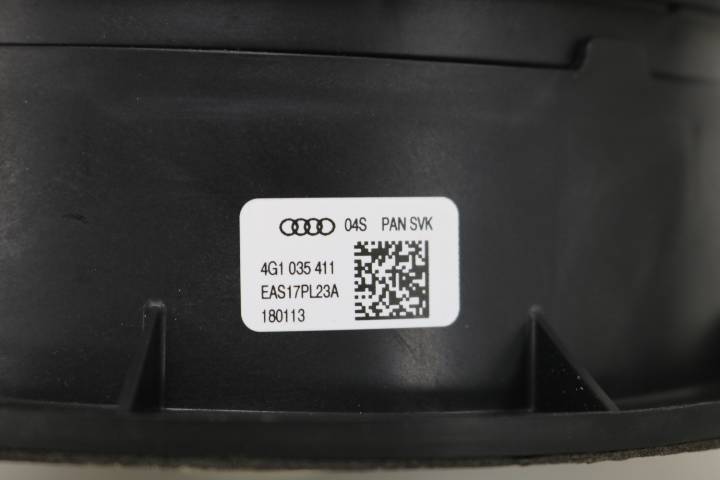 04S PAN SVK
4G1 035 411
EAS17PL23A
180113